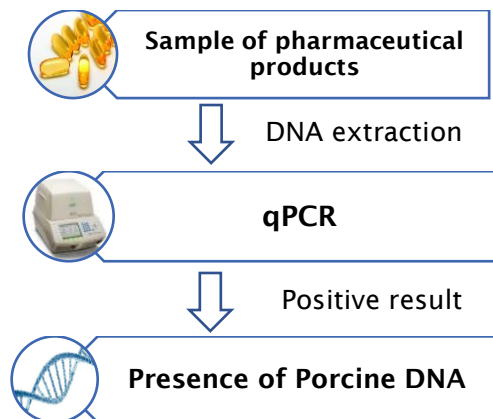 Sample of pharmaceutical
products
DNA extraction
qPCR
Positive result
Presence of Porcine DNA